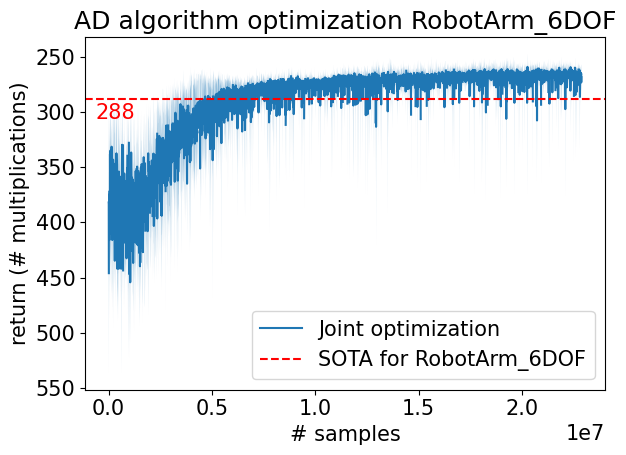 AD algorithm optimization RobotArm_6DOF
return (# multiplications)
250
300
350
400
450
500
550
288
Joint optimization
SOTA for RobotArm_6DOF
0.0 0.5 1.0 1.5 2.0
1e7
# samples